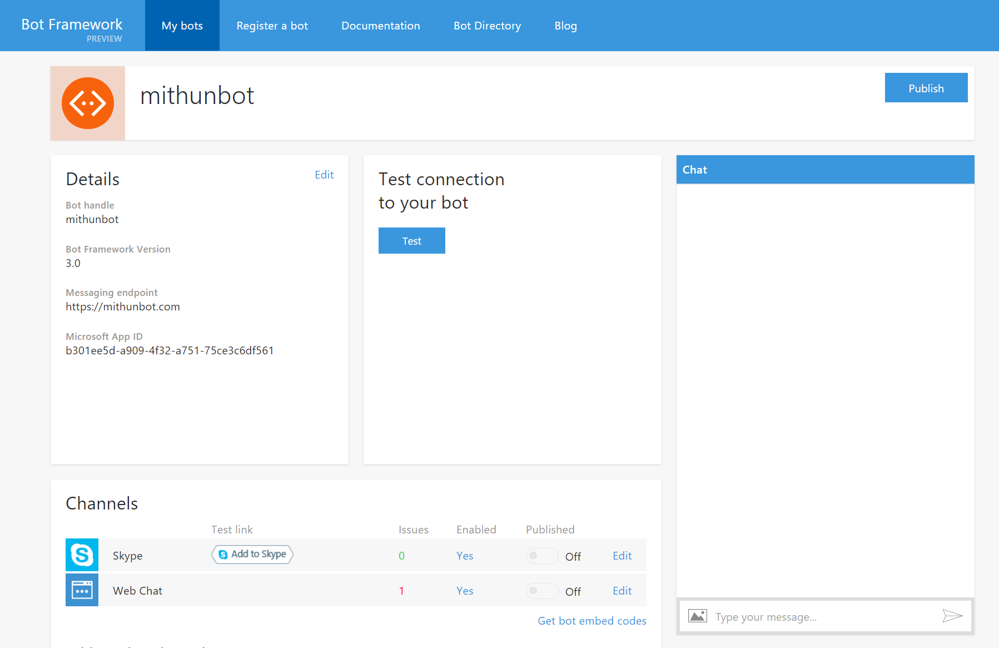 Bot Framework
PREVIEW
My bots
Register a bot
Documentation
Bot Directory
Blog
mithunbot
Publish
Details
Edit
Bot handle
mithunbot
Bot Framework Version
3.0
Messaging endpoint
https://mithunbot.com
Microsoft App ID
b301ee5d-a909-4f32-a751-75ce3c6df561
Test connection
to your bot
Test
Chat
Type your message...
Channels
Test link Issues Enabled Published
Skype Add to Skype 0 Yes Off Edit
Web Chat 1 Yes Off Edit
Get bot embed codes